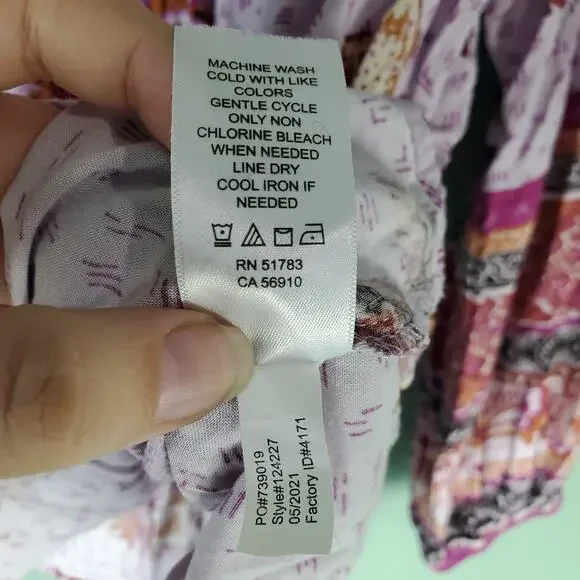 MACHINE WASH
COLD WITH LIKE
COLORS
GENTLE CYCLE
ONLY NON
CHLORINE BLEACH
WHEN NEEDED
LINE DRY
COOL IRON IF
NEEDED
RN 51783
CA 56910
PO#739019
Style#124227
05/2021
Factory ID#4171